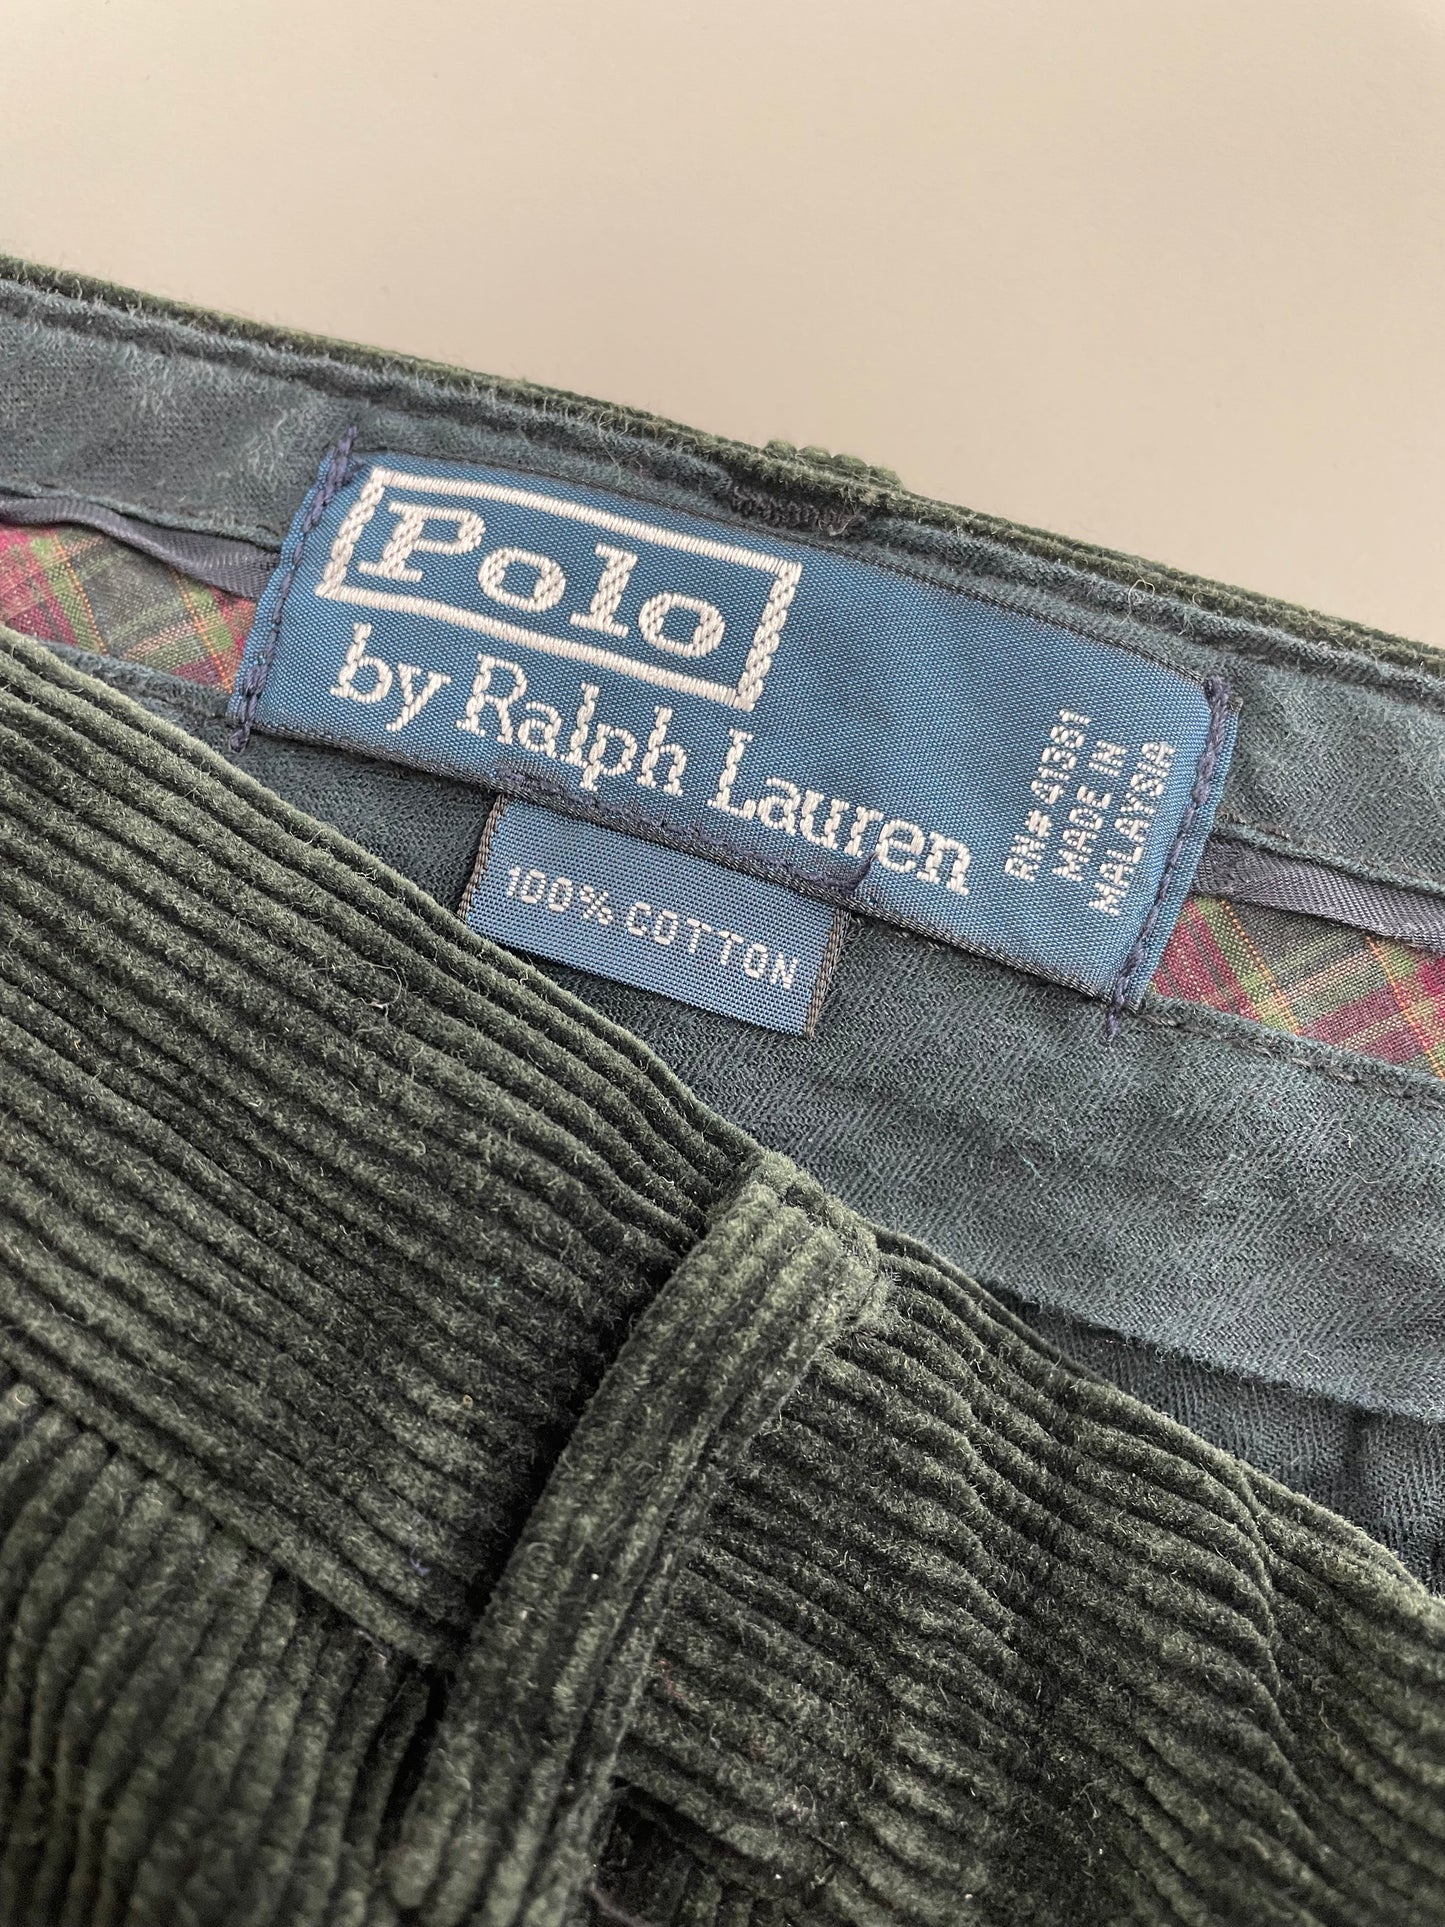 Polo
by Ralph Lauren
RN# 41381
MADE IN
MALAYSIA
100% COTTON